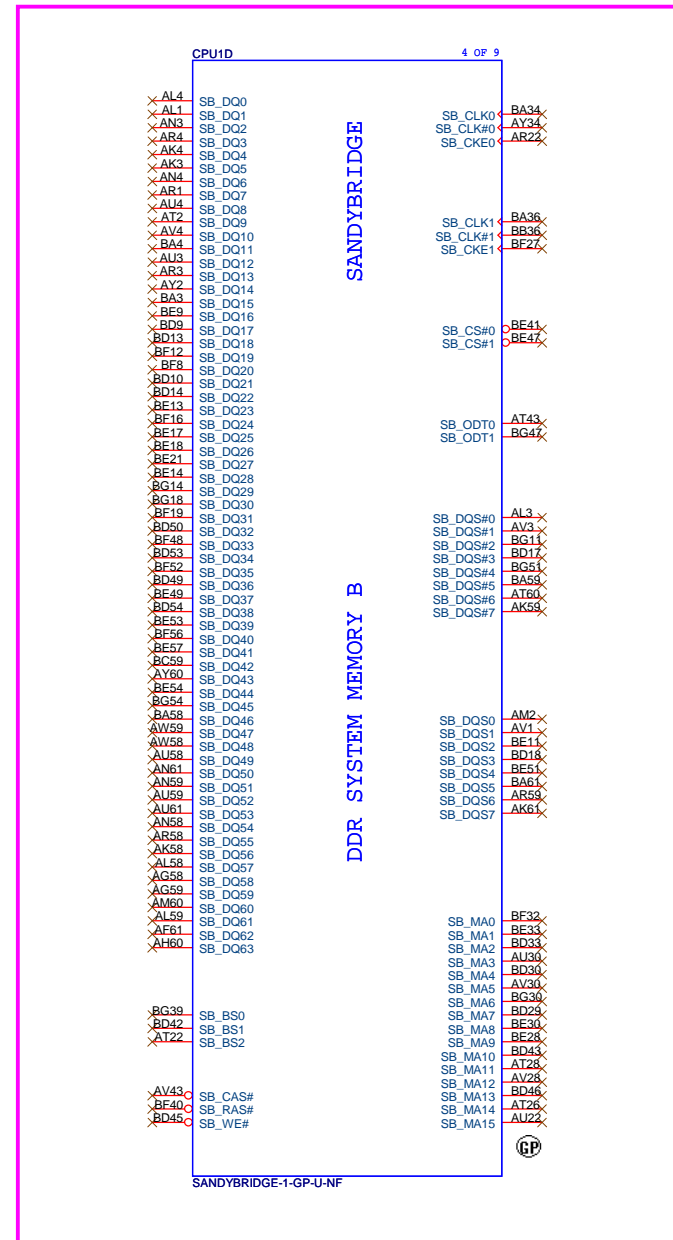 CPU1D 4 OF 9
SANDYBRIDGE
DDR SYSTEM MEMORY B
AL4 SB_DQ0
AL1 SB_DQ1
AN3 SB_DQ2
AR4 SB_DQ3
AK4 SB_DQ4
AK3 SB_DQ5
AN4 SB_DQ6
AR1 SB_DQ7
AU4 SB_DQ8
AT2 SB_DQ9
AV4 SB_DQ10
BA4 SB_DQ11
AU3 SB_DQ12
AR3 SB_DQ13
AY2 SB_DQ14
BA3 SB_DQ15
BE9 SB_DQ16
BD9 SB_DQ17
BD13 SB_DQ18
BF12 SB_DQ19
BF8 SB_DQ20
BD10 SB_DQ21
BD14 SB_DQ22
BE13 SB_DQ23
BF16 SB_DQ24
BE17 SB_DQ25
BE18 SB_DQ26
BE21 SB_DQ27
BE14 SB_DQ28
BG14 SB_DQ29
BG18 SB_DQ30
BF19 SB_DQ31
BD50 SB_DQ32
BF48 SB_DQ33
BD53 SB_DQ34
BF52 SB_DQ35
BD49 SB_DQ36
BE49 SB_DQ37
BD54 SB_DQ38
BE53 SB_DQ39
BF56 SB_DQ40
BE57 SB_DQ41
BC59 SB_DQ42
AY60 SB_DQ43
BE54 SB_DQ44
BG54 SB_DQ45
BA58 SB_DQ46
AW59 SB_DQ47
AW58 SB_DQ48
AU58 SB_DQ49
AN61 SB_DQ50
AN59 SB_DQ51
AU59 SB_DQ52
AU61 SB_DQ53
AN58 SB_DQ54
AR58 SB_DQ55
AK58 SB_DQ56
AL58 SB_DQ57
AG58 SB_DQ58
AG59 SB_DQ59
AM60 SB_DQ60
AL59 SB_DQ61
AF61 SB_DQ62
AH60 SB_DQ63
BG39 SB_BS0
BD42 SB_BS1
AT22 SB_BS2
AV43 SB_CAS#
BF40 SB_RAS#
BD45 SB_WE#
SB_CLK0 BA34
SB_CLK#0 AY34
SB_CKE0 AR22
SB_CLK1 BA36
SB_CLK#1 BB36
SB_CKE1 BF27
SB_CS#0 BE41
SB_CS#1 BE47
SB_ODT0 AT43
SB_ODT1 BG47
SB_DQS#0 AL3
SB_DQS#1 AV3
SB_DQS#2 BG11
SB_DQS#3 BD17
SB_DQS#4 BG51
SB_DQS#5 BA59
SB_DQS#6 AT60
SB_DQS#7 AK59
SB_DQS0 AM2
SB_DQS1 AV1
SB_DQS2 BE11
SB_DQS3 BD18
SB_DQS4 BE51
SB_DQS5 BA61
SB_DQS6 AR59
SB_DQS7 AK61
SB_MA0 BF32
SB_MA1 BE33
SB_MA2 BD33
SB_MA3 AU30
SB_MA4 BD30
SB_MA5 AV30
SB_MA6 BG30
SB_MA7 BD29
SB_MA8 BE30
SB_MA9 BE28
SB_MA10 BD43
SB_MA11 AT28
SB_MA12 AV28
SB_MA13 BD46
SB_MA14 AT26
SB_MA15 AU22
GP
SANDYBRIDGE-1-GP-U-NF